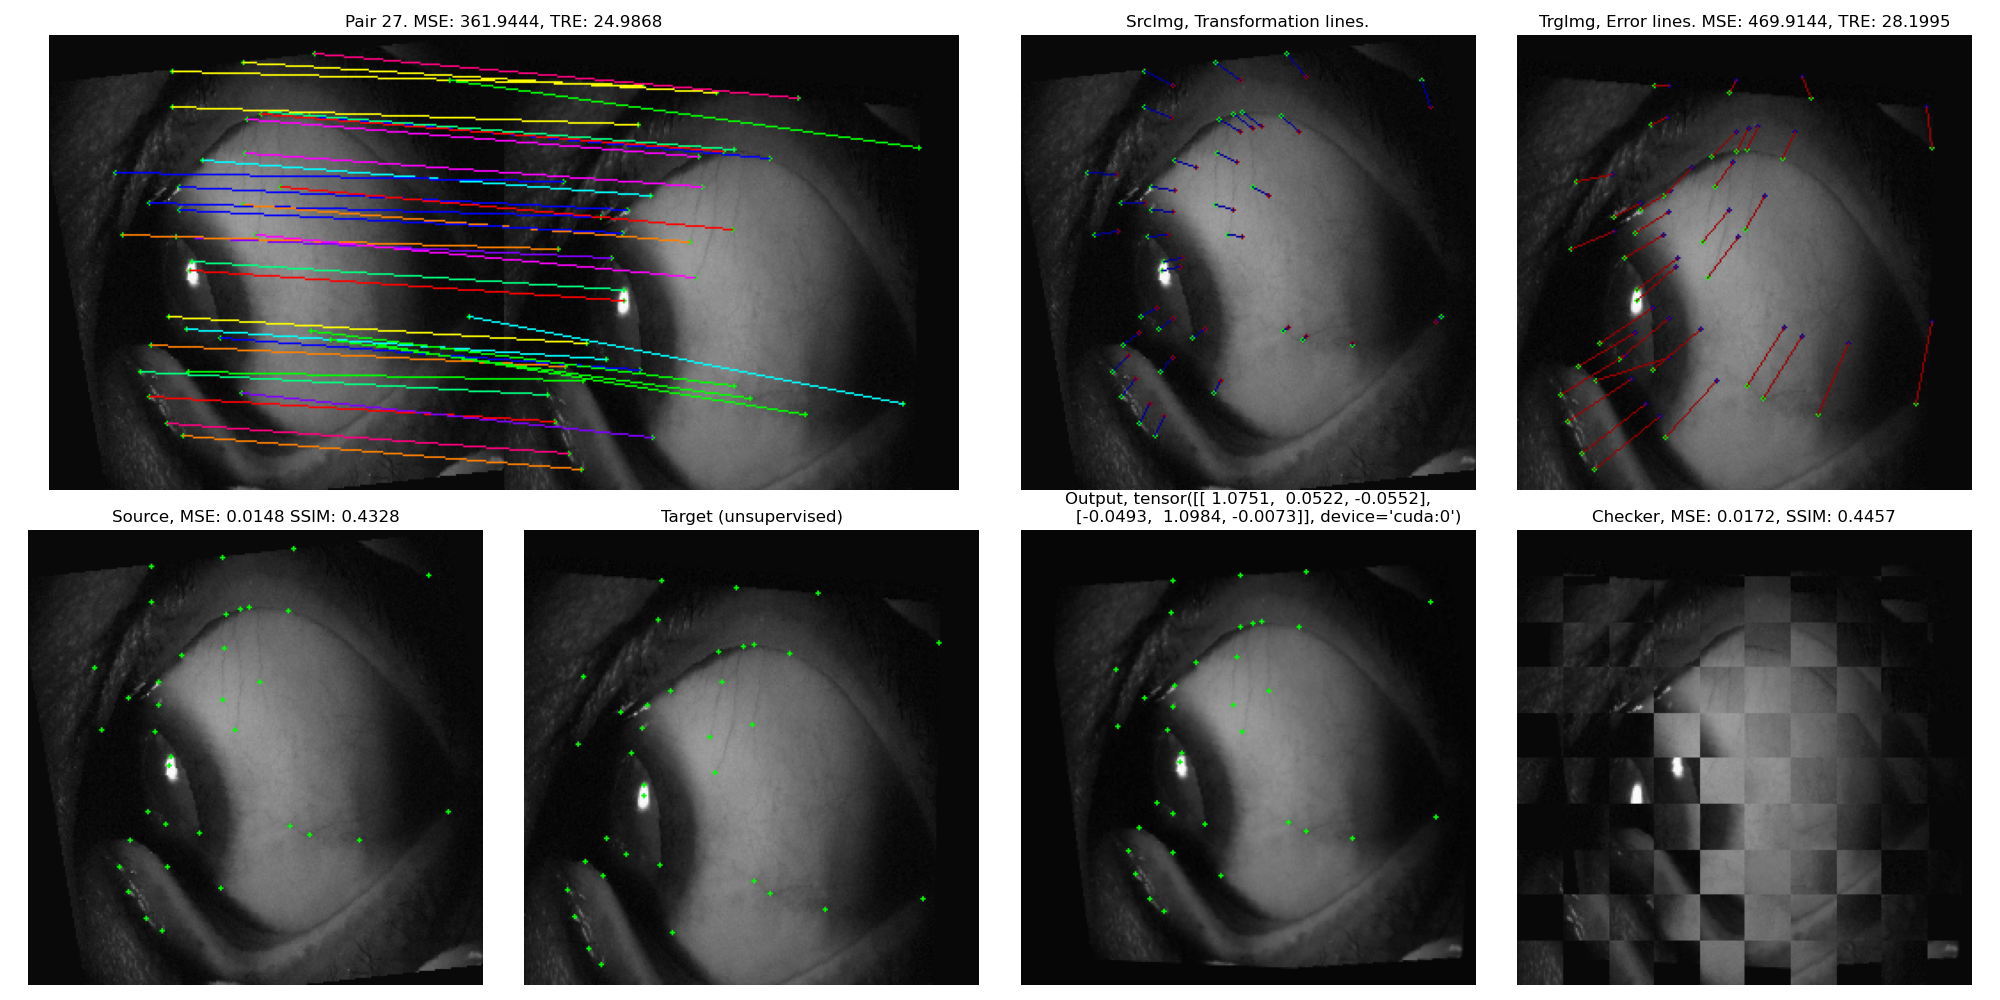 Pair 27. MSE: 361.9444, TRE: 24.9868
SrcImg, Transformation lines.
TrgImg, Error lines. MSE: 469.9144, TRE: 28.1995
Source, MSE: 0.0148 SSIM: 0.4328
Target (unsupervised)
Output, tensor([[ 1.0751,  0.0522, -0.0552],
[-0.0493,  1.0984, -0.0073]], device='cuda:0')
Checker, MSE: 0.0172, SSIM: 0.4457